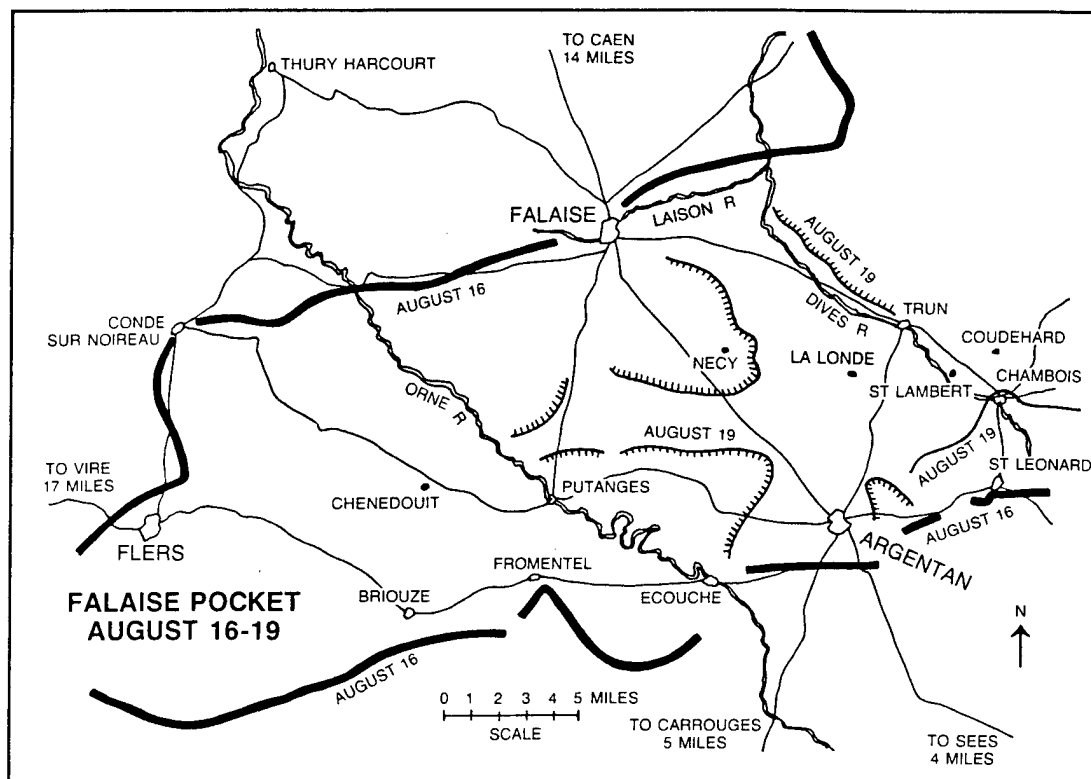 TO CAEN
14 MILES
THURY HARCOURT
FALAISE
LAISON R
AUGUST 19
DIVES R
TRUN
AUGUST 16
CONDE
SUR NOIREAU
COUDEHARD
NECY
LA LONDE
ST LAMBERT
CHAMBOIS
ORNE R
AUGUST 19
AUGUST 19
ST LEONARD
TO VIRE
17 MILES
CHENEDOUIT
PUTANGES
AUGUST 16
FLERS
ARGENTAN
FROMENTEL
BRIOUZE
ECOUCHE
FALAISE POCKET
AUGUST 16-19
N
AUGUST 16
0 1 2 3 4 5 MILES
SCALE
TO CARROUGES
5 MILES
TO SEES
4 MILES